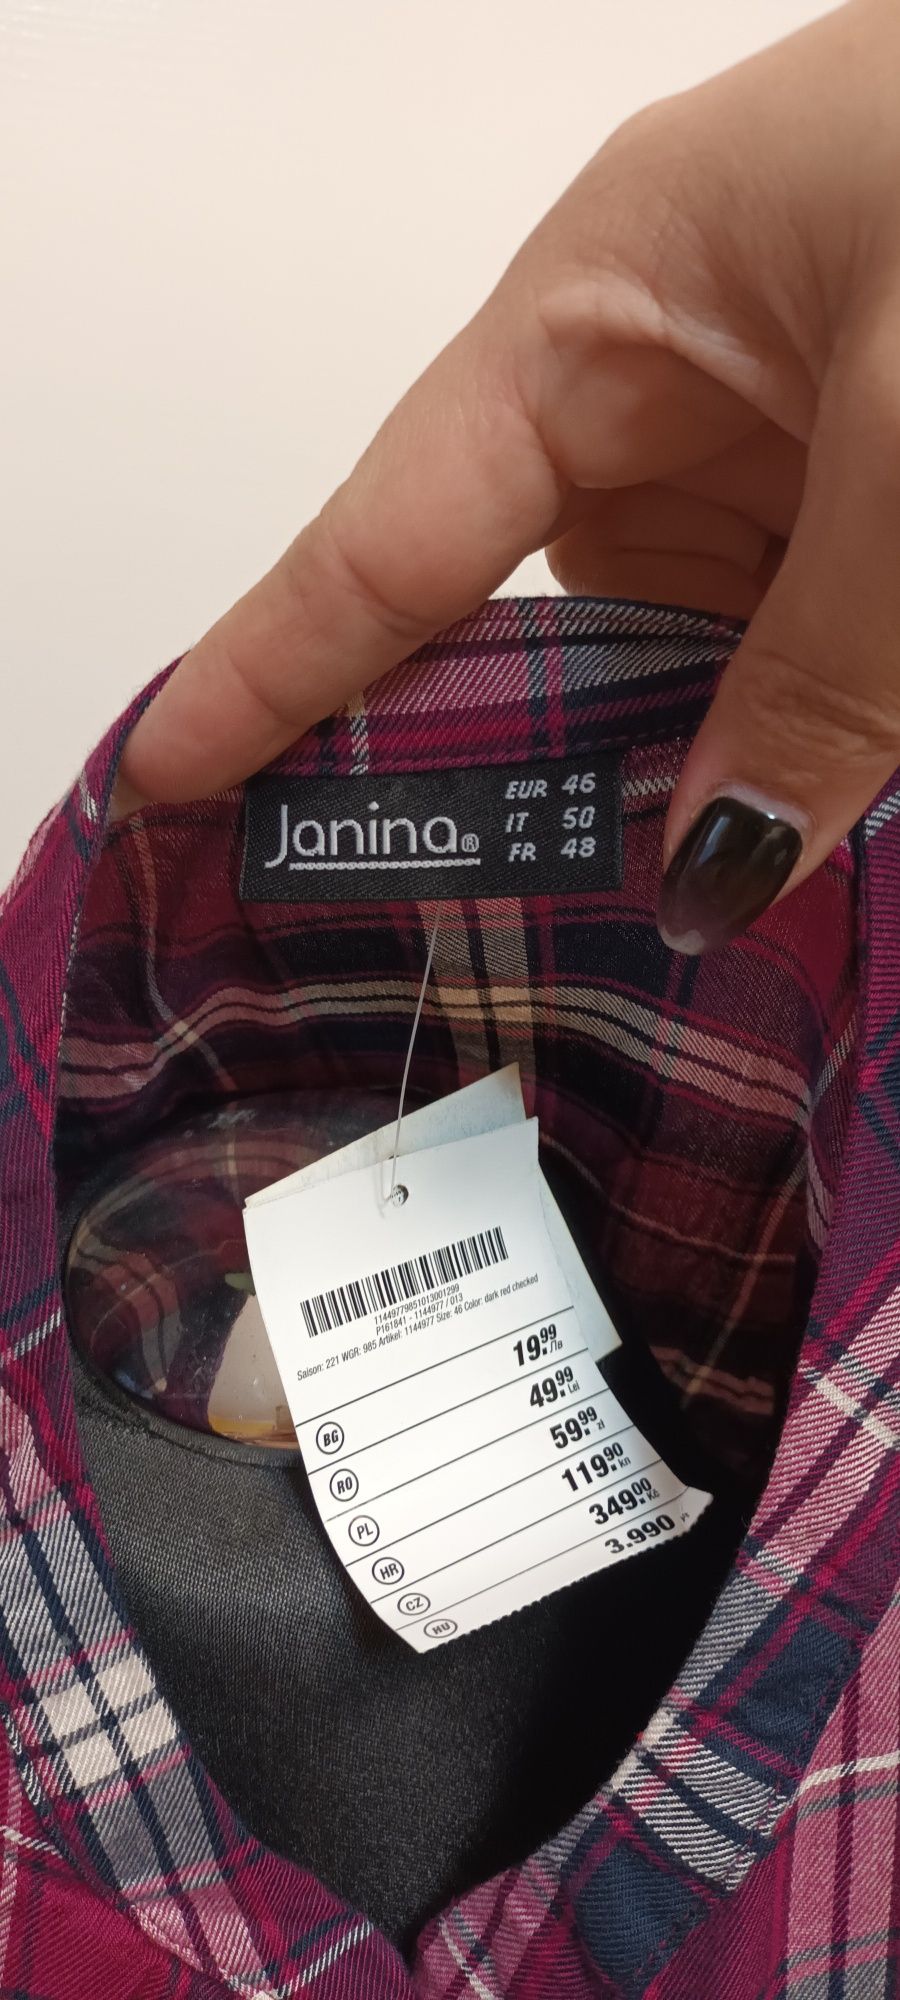 Janina®
EUR 46
IT 50
FR 48
11449779851013001299
P161841 - 1144977 / 013
Saison: 221 WGR: 985 Artikel: 1144977 Size: 46 Color: dark red checked
BG 19.99 Лв
RO 49.99 Lei
PL 59.99 zł
HR 119.90 kn
CZ 349.00 Kč
HU 3.990